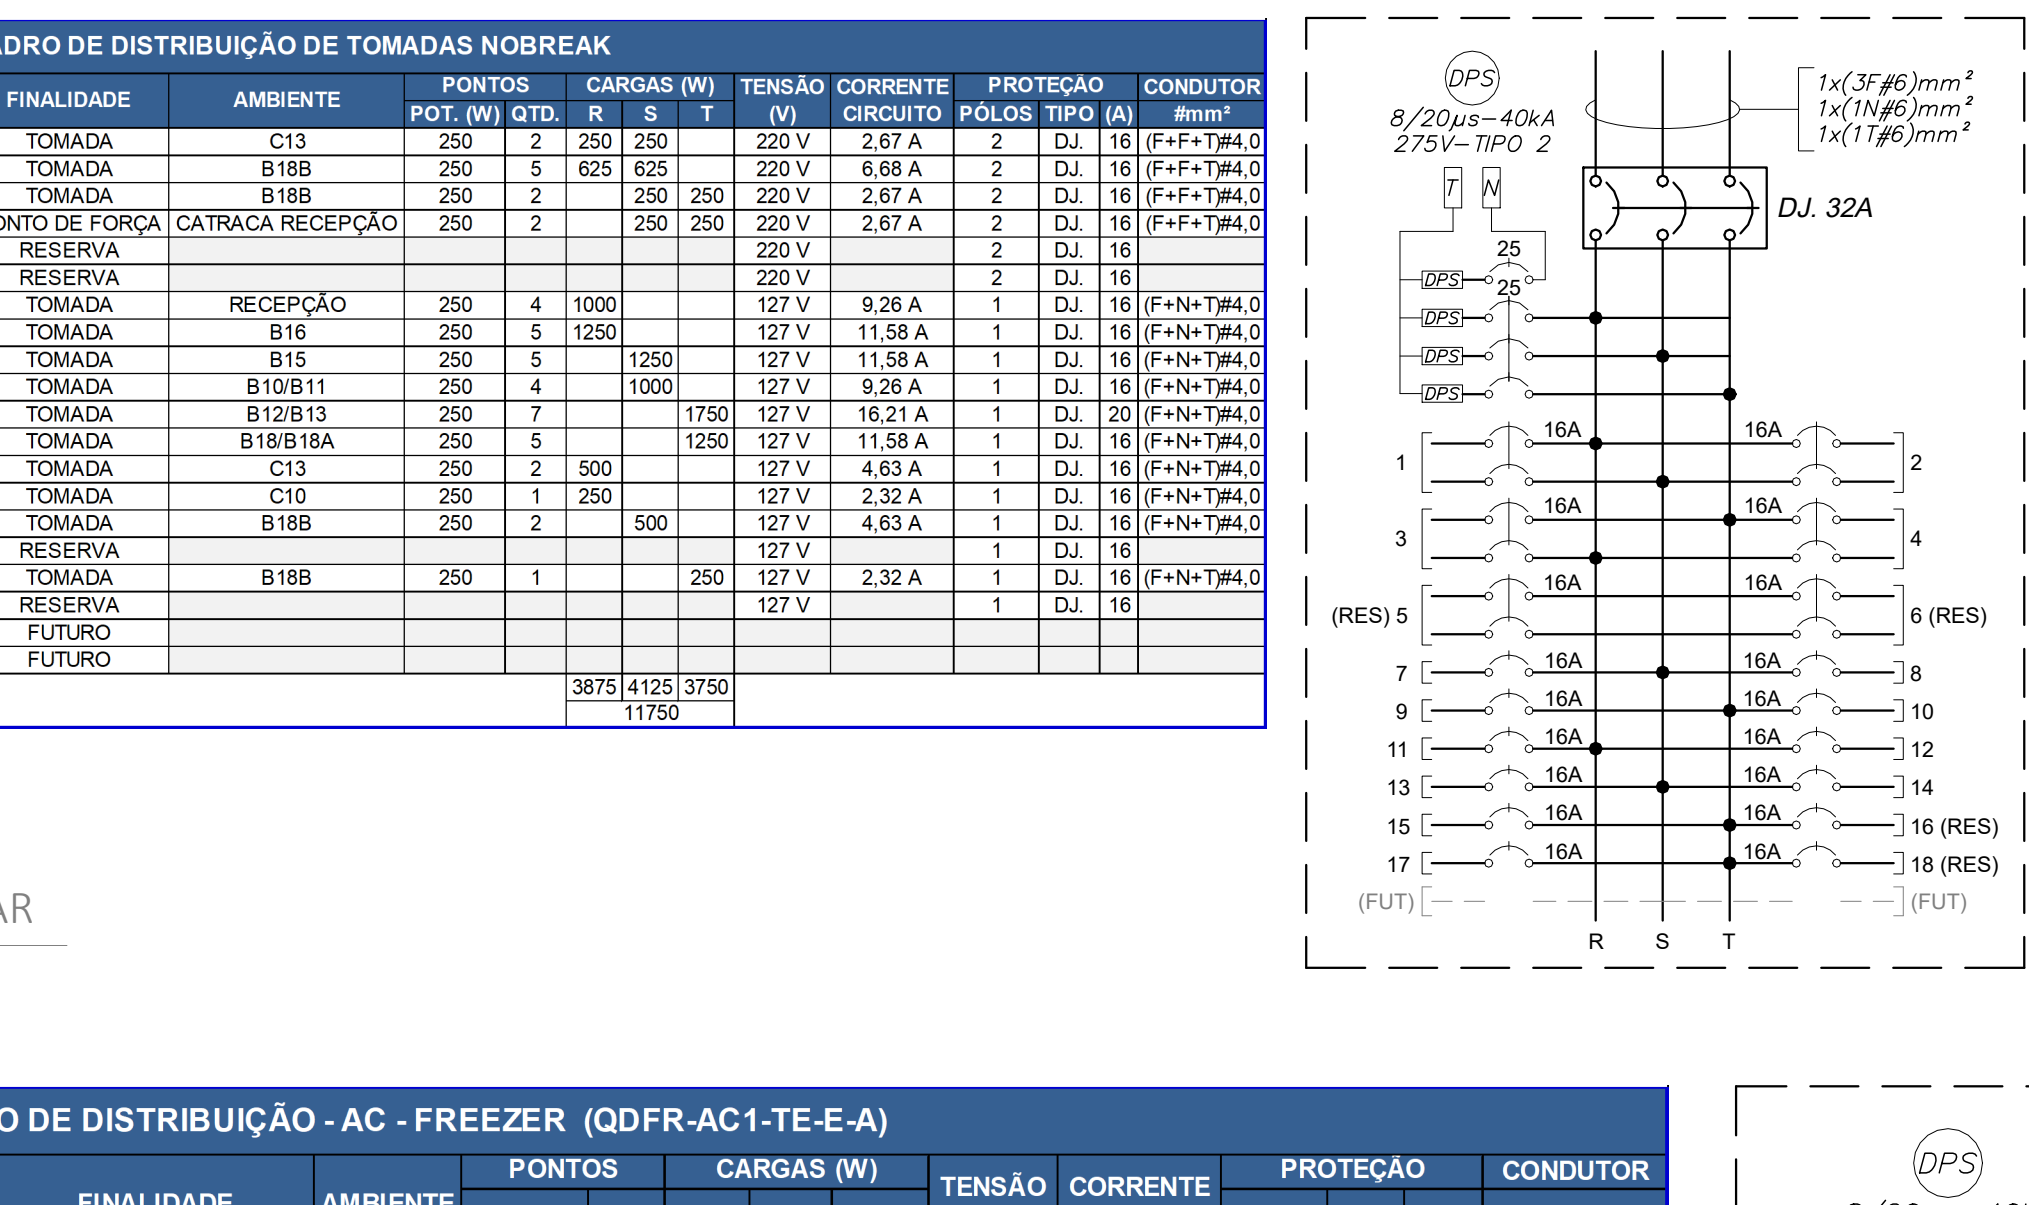 ADRO DE DISTRIBUIÇÃO DE TOMADAS NOBREAK
FINALIDADE AMBIENTE PONTOS CARGAS (W) TENSÃO CORRENTE PROTEÇÃO CONDUTOR
POT. (W) QTD. R S T (V) CIRCUITO PÓLOS TIPO (A) #mm²
TOMADA C13 250 2 250 250 220 V 2,67 A 2 DJ. 16 (F+F+T)#4,0
TOMADA B18B 250 5 625 625 220 V 6,68 A 2 DJ. 16 (F+F+T)#4,0
TOMADA B18B 250 2 250 250 220 V 2,67 A 2 DJ. 16 (F+F+T)#4,0
ONTO DE FORÇA CATRACA RECEPÇÃO 250 2 250 250 220 V 2,67 A 2 DJ. 16 (F+F+T)#4,0
RESERVA 220 V 2 DJ. 16
RESERVA 220 V 2 DJ. 16
TOMADA RECEPÇÃO 250 4 1000 127 V 9,26 A 1 DJ. 16 (F+N+T)#4,0
TOMADA B16 250 5 1250 127 V 11,58 A 1 DJ. 16 (F+N+T)#4,0
TOMADA B15 250 5 1250 127 V 11,58 A 1 DJ. 16 (F+N+T)#4,0
TOMADA B10/B11 250 4 1000 127 V 9,26 A 1 DJ. 16 (F+N+T)#4,0
TOMADA B12/B13 250 7 1750 127 V 16,21 A 1 DJ. 20 (F+N+T)#4,0
TOMADA B18/B18A 250 5 1250 127 V 11,58 A 1 DJ. 16 (F+N+T)#4,0
TOMADA C13 250 2 500 127 V 4,63 A 1 DJ. 16 (F+N+T)#4,0
TOMADA C10 250 1 250 127 V 2,32 A 1 DJ. 16 (F+N+T)#4,0
TOMADA B18B 250 2 500 127 V 4,63 A 1 DJ. 16 (F+N+T)#4,0
RESERVA 127 V 1 DJ. 16
TOMADA B18B 250 1 250 127 V 2,32 A 1 DJ. 16 (F+N+T)#4,0
RESERVA 127 V 1 DJ. 16
FUTURO
FUTURO
3875 4125 3750
11750
AR
DPS
8/20µs–40kA
275V–TIPO 2
1x(3F#6)mm²
1x(1N#6)mm²
1x(1T#6)mm²
T N
DJ. 32A
25
DPS
25
DPS
DPS
DPS
16A 16A
1 2
16A 16A
3 4
16A 16A
(RES) 5 6 (RES)
7 16A 16A 8
9 16A 16A 10
11 16A 16A 12
13 16A 16A 14
15 16A 16A 16 (RES)
17 16A 16A 18 (RES)
(FUT) (FUT)
R S T
O DE DISTRIBUIÇÃO - AC - FREEZER (QDFR-AC1-TE-E-A)
FINALIDADE AMBIENTE PONTOS CARGAS (W) TENSÃO CORRENTE PROTEÇÃO CONDUTOR
DPS